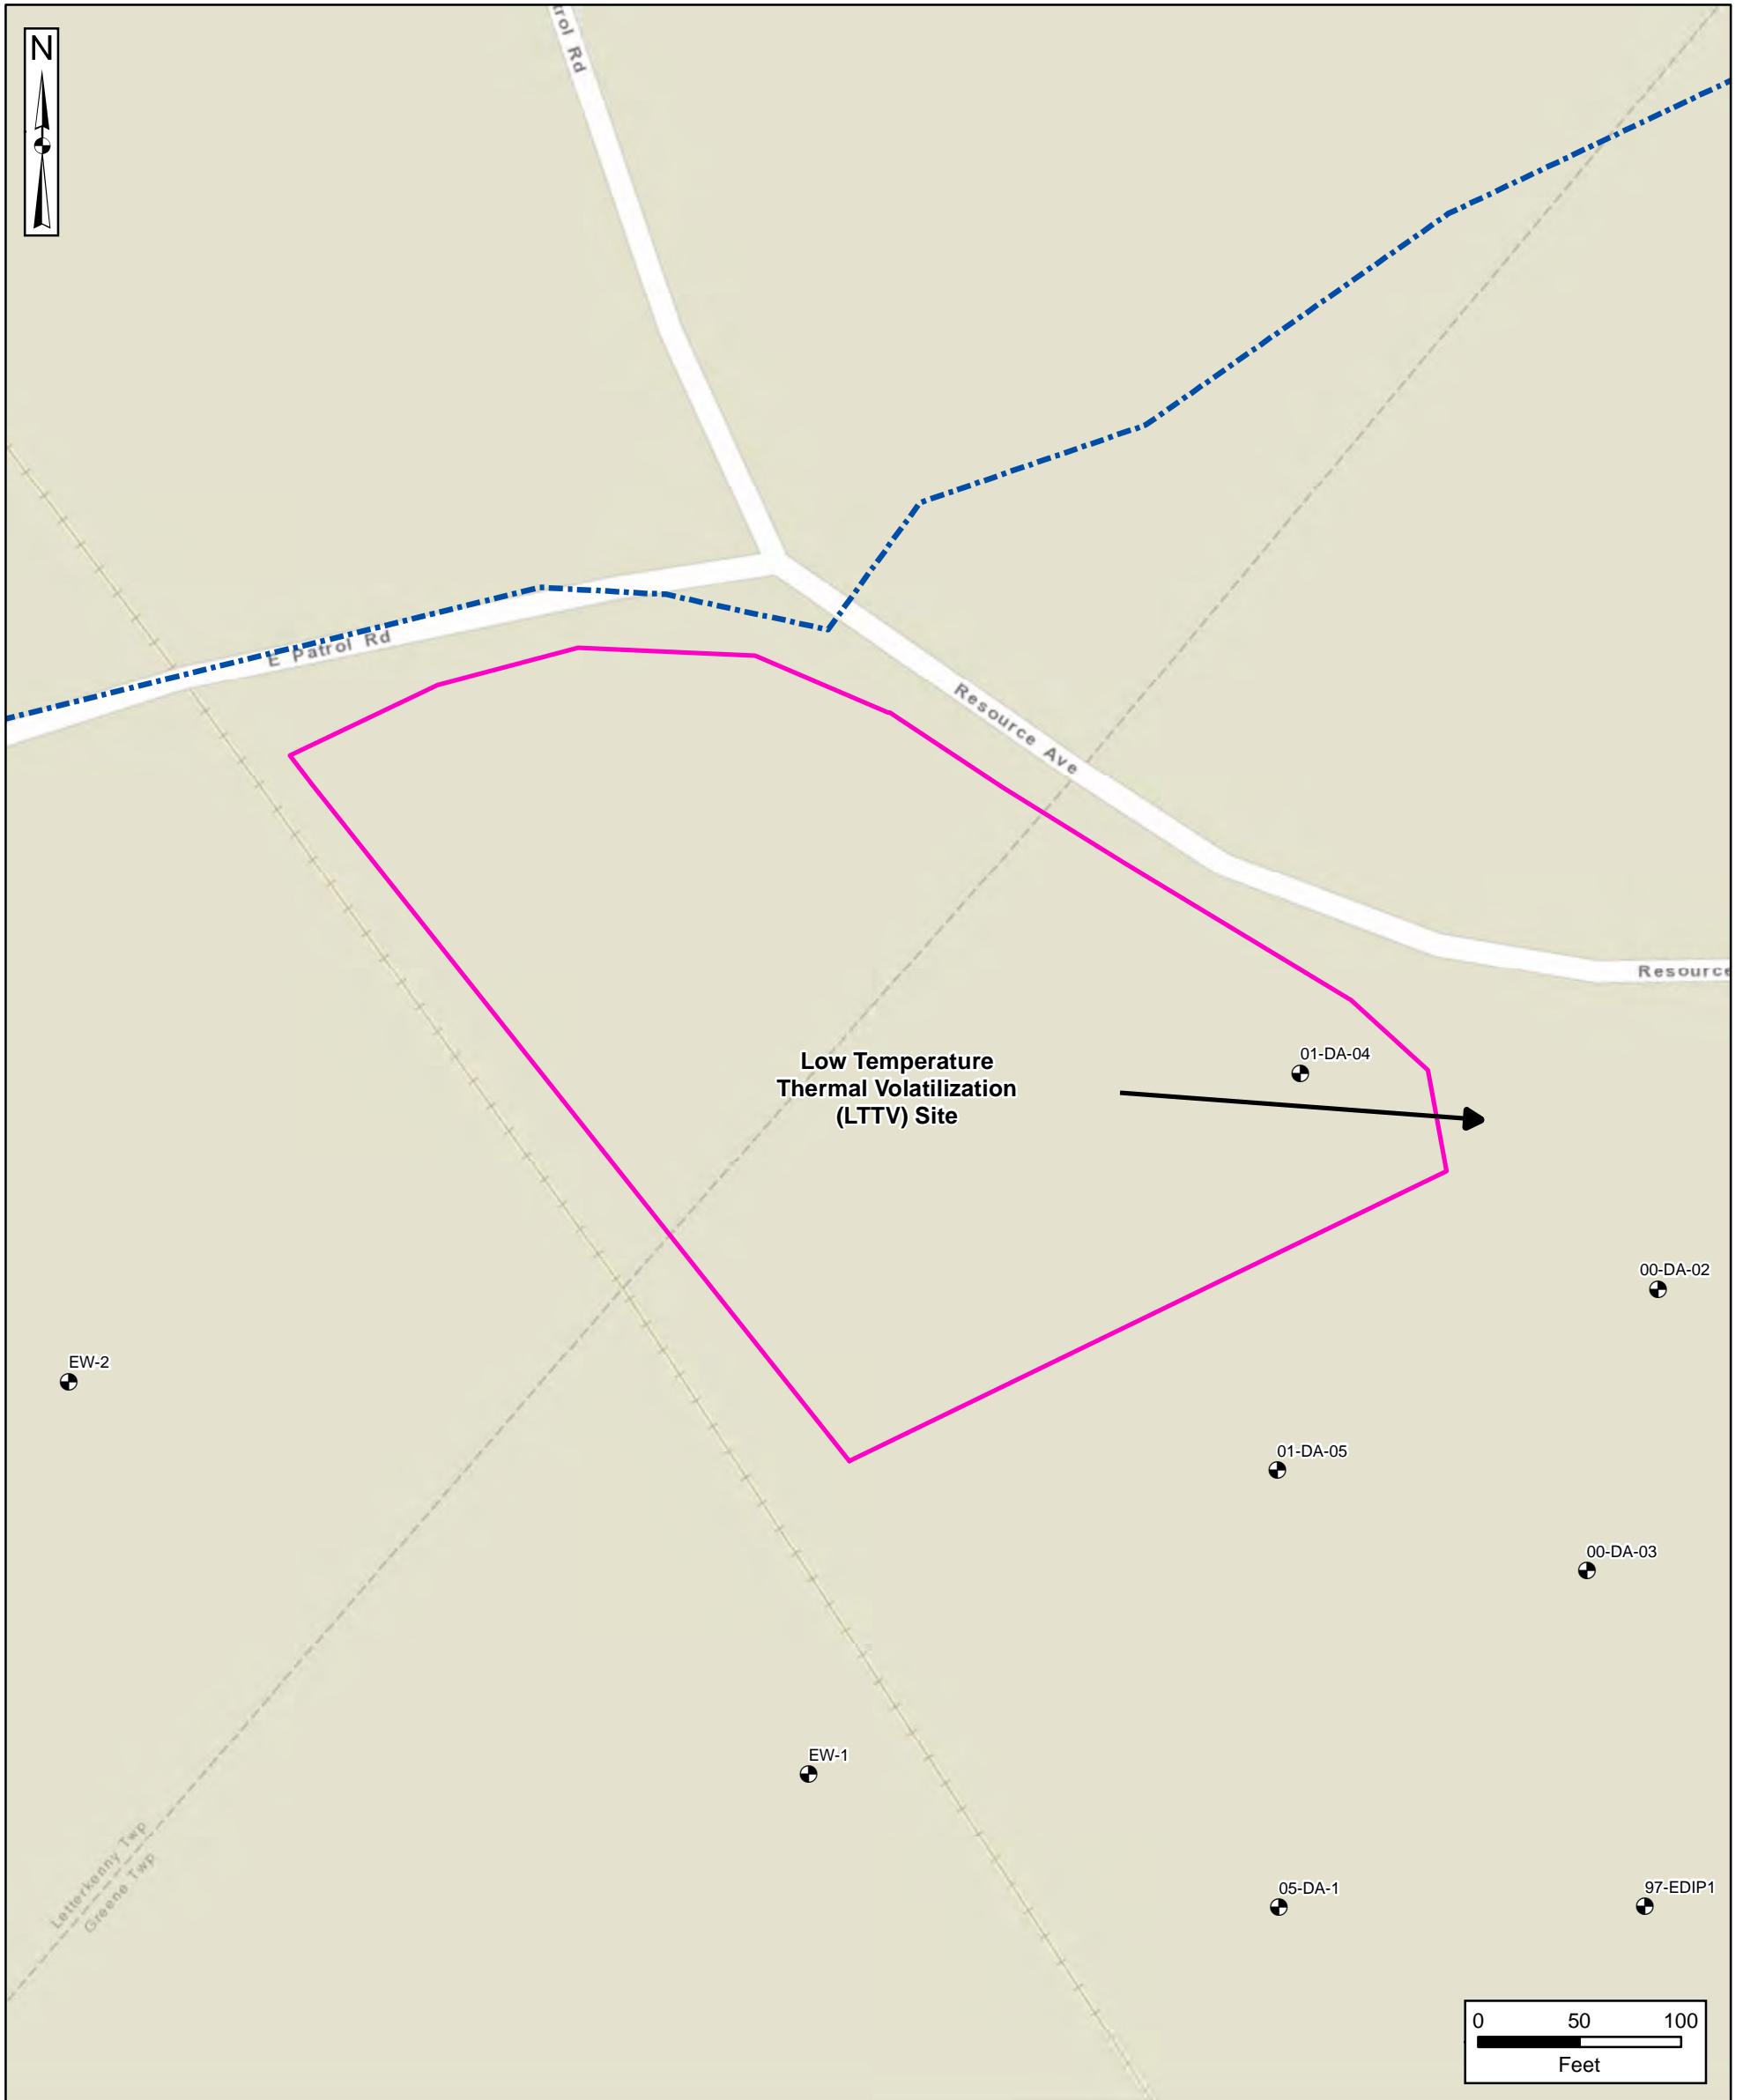 N
trol Rd
E Patrol Rd
Resource Ave
Resource
01-DA-04
Low Temperature
Thermal Volatilization
(LTTV) Site
00-DA-02
EW-2
01-DA-05
00-DA-03
EW-1
Letterkenny Twp
Greene Twp
05-DA-1
97-EDIP1
0 50 100
Feet